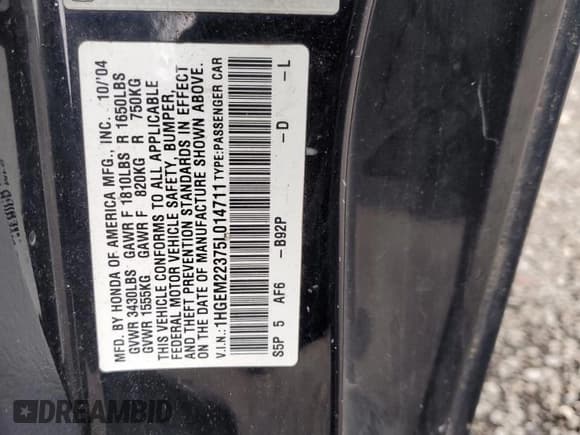 MFD. BY HONDA OF AMERICA MFG., INC. 10/'04
GVWR 3430LBS GAWR F 1810LBS R 1650LBS
GVWR 1555KG GAWR F 820KG R 750KG
THIS VEHICLE CONFORMS TO ALL APPLICABLE
FEDERAL MOTOR VEHICLE SAFETY, BUMPER,
AND THEFT PREVENTION STANDARDS IN EFFECT
ON THE DATE OF MANUFACTURE SHOWN ABOVE.
V.I.N.: 1HGEM22375L014711 TYPE:PASSENGER CAR
S5P 5 AF6 -B92P -D -L
DREAMBID